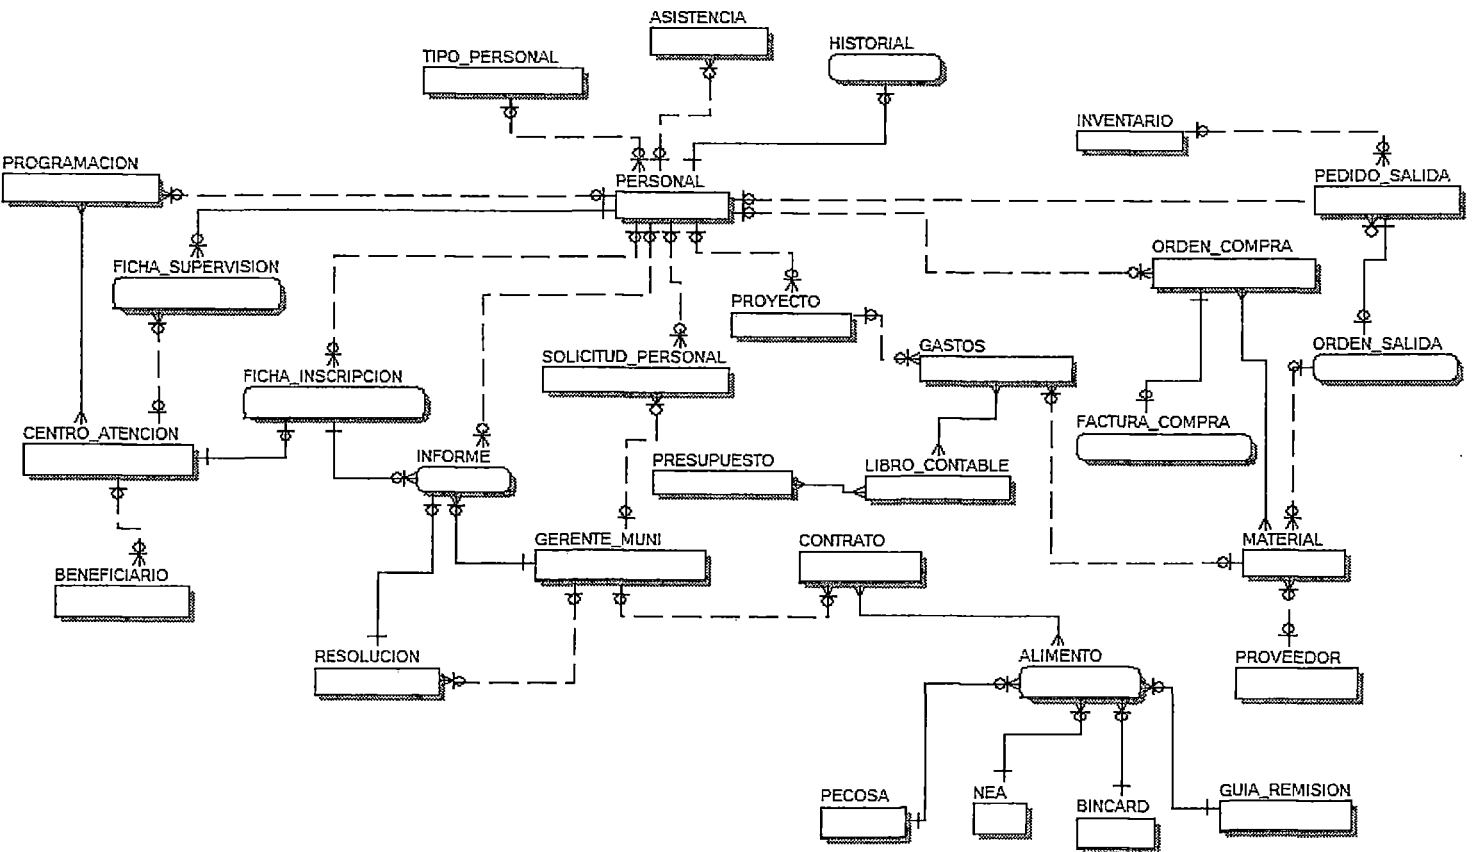 ASISTENCIA
HISTORIAL
TIPO_PERSONAL
INVENTARIO
PROGRAMACION
PERSONAL
PEDIDO_SALIDA
ORDEN_COMPRA
FICHA_SUPERVISION
PROYECTO
GASTOS
ORDEN_SALIDA
SOLICITUD_PERSONAL
FICHA_INSCRIPCION
FACTURA_COMPRA
CENTRO_ATENCION
INFORME
PRESUPUESTO
LIBRO_CONTABLE
GERENTE_MUNI
CONTRATO
MATERIAL
BENEFICIARIO
RESOLUCION
ALIMENTO
PROVEEDOR
PECOSA
NEA
BINCARD
GUIA_REMISION